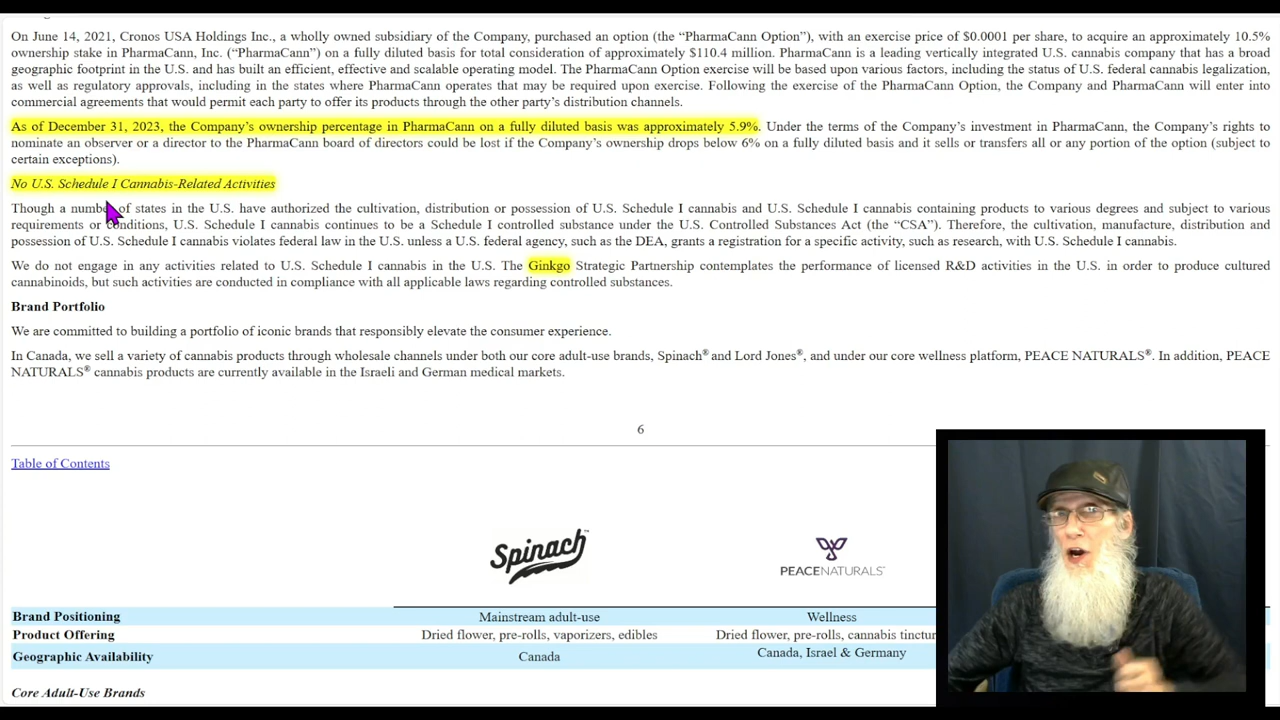 On June 14, 2021, Cronos USA Holdings Inc., a wholly owned subsidiary of the Company, purchased an option (the “PharmaCann Option”), with an exercise price of $0.0001 per share, to acquire an approximately 10.5%
ownership stake in PharmaCann, Inc. (“PharmaCann”) on a fully diluted basis for total consideration of approximately $110.4 million. PharmaCann is a leading vertically integrated U.S. cannabis company that has a broad
geographic footprint in the U.S. and has built an efficient, effective and scalable operating model. The PharmaCann Option exercise will be based upon various factors, including the status of U.S. federal cannabis legalization,
as well as regulatory approvals, including in the states where PharmaCann operates that may be required upon exercise. Following the exercise of the PharmaCann Option, the Company and PharmaCann will enter into
commercial agreements that would permit each party to offer its products through the other party’s distribution channels.
As of December 31, 2023, the Company’s ownership percentage in PharmaCann on a fully diluted basis was approximately 5.9%. Under the terms of the Company’s investment in PharmaCann, the Company’s rights to
nominate an observer or a director to the PharmaCann board of directors could be lost if the Company’s ownership drops below 6% on a fully diluted basis and it sells or transfers all or any portion of the option (subject to
certain exceptions).
No U.S. Schedule I Cannabis-Related Activities
Though a number of states in the U.S. have authorized the cultivation, distribution or possession of U.S. Schedule I cannabis and U.S. Schedule I cannabis containing products to various degrees and subject to various
requirements or conditions, U.S. Schedule I cannabis continues to be a Schedule I controlled substance under the U.S. Controlled Substances Act (the “CSA”). Therefore, the cultivation, manufacture, distribution and
possession of U.S. Schedule I cannabis violates federal law in the U.S. unless a U.S. federal agency, such as the DEA, grants a registration for a specific activity, such as research, with U.S. Schedule I cannabis.
We do not engage in any activities related to U.S. Schedule I cannabis in the U.S. The Ginkgo Strategic Partnership contemplates the performance of licensed R&D activities in the U.S. in order to produce cultured
cannabinoids, but such activities are conducted in compliance with all applicable laws regarding controlled substances.
Brand Portfolio
We are committed to building a portfolio of iconic brands that responsibly elevate the consumer experience.
In Canada, we sell a variety of cannabis products through wholesale channels under both our core adult-use brands, Spinach® and Lord Jones®, and under our core wellness platform, PEACE NATURALS®. In addition, PEACE
NATURALS® cannabis products are currently available in the Israeli and German medical markets.
6
Table of Contents
Spinach™ PEACENATURALS™
Brand Positioning Mainstream adult-use Wellness
Product Offering Dried flower, pre-rolls, vaporizers, edibles Dried flower, pre-rolls, cannabis tinctur
Geographic Availability Canada Canada, Israel & Germany
Core Adult-Use Brands